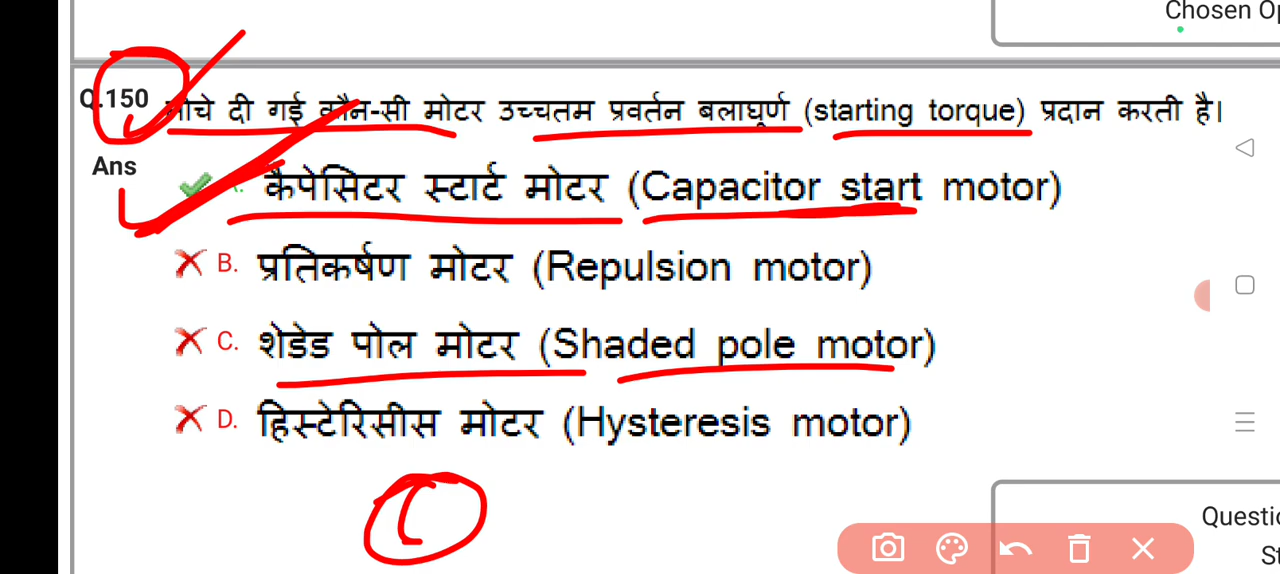 Chosen Op
Q.150 नीचे दी गई कौन-सी मोटर उच्चतम प्रवर्तन बलाघूर्ण (starting torque) प्रदान करती है।
Ans
A. कैपेसिटर स्टार्ट मोटर (Capacitor start motor)
B. प्रतिकर्षण मोटर (Repulsion motor)
C. शेडेड पोल मोटर (Shaded pole motor)
D. हिस्टेरिसीस मोटर (Hysteresis motor)
Questio
St